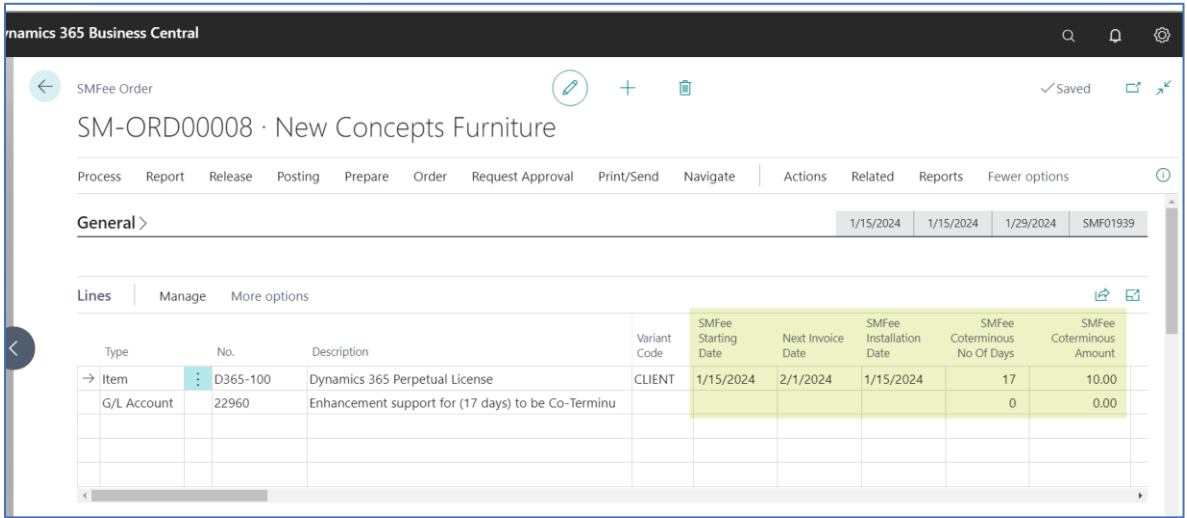 ynamics 365 Business Central
SMFee Order
Saved
SM-ORD00008 · New Concepts Furniture
Process Report Release Posting Prepare Order Request Approval Print/Send Navigate Actions Related Reports Fewer options
General
1/15/2024 1/15/2024 1/29/2024 SMF01939
Lines Manage More options
Type No. Description Variant Code SMFee Starting Date Next Invoice Date SMFee Installation Date SMFee Coterminous No Of Days SMFee Coterminous Amount
Item D365-100 Dynamics 365 Perpetual License CLIENT 1/15/2024 2/1/2024 1/15/2024 17 10.00
G/L Account 22960 Enhancement support for (17 days) to be Co-Terminu 0 0.00